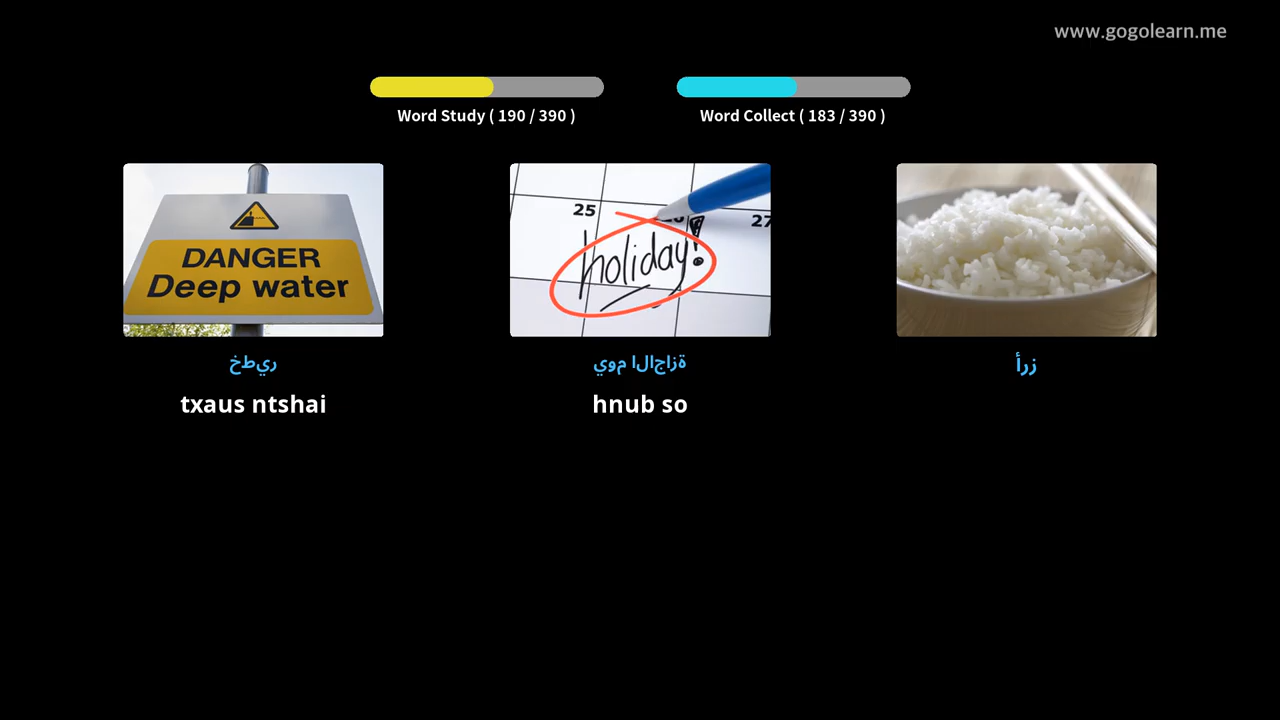 www.gogolearn.me
Word Study ( 190 / 390 )
Word Collect ( 183 / 390 )
DANGER
Deep water
25
27
holiday!
خطير
يوم الاجازة
أرز
txaus ntshai
hnub so